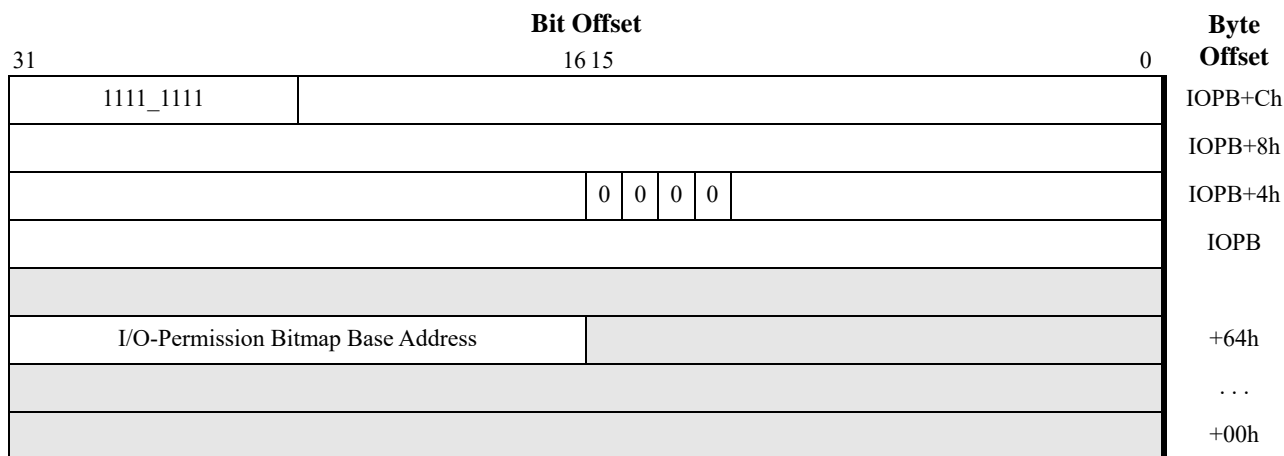 Bit Offset
Byte Offset
31 16 15 0
1111_1111 IOPB+Ch
IOPB+8h
0 0 0 0 IOPB+4h
IOPB
I/O-Permission Bitmap Base Address +64h
. . .
+00h